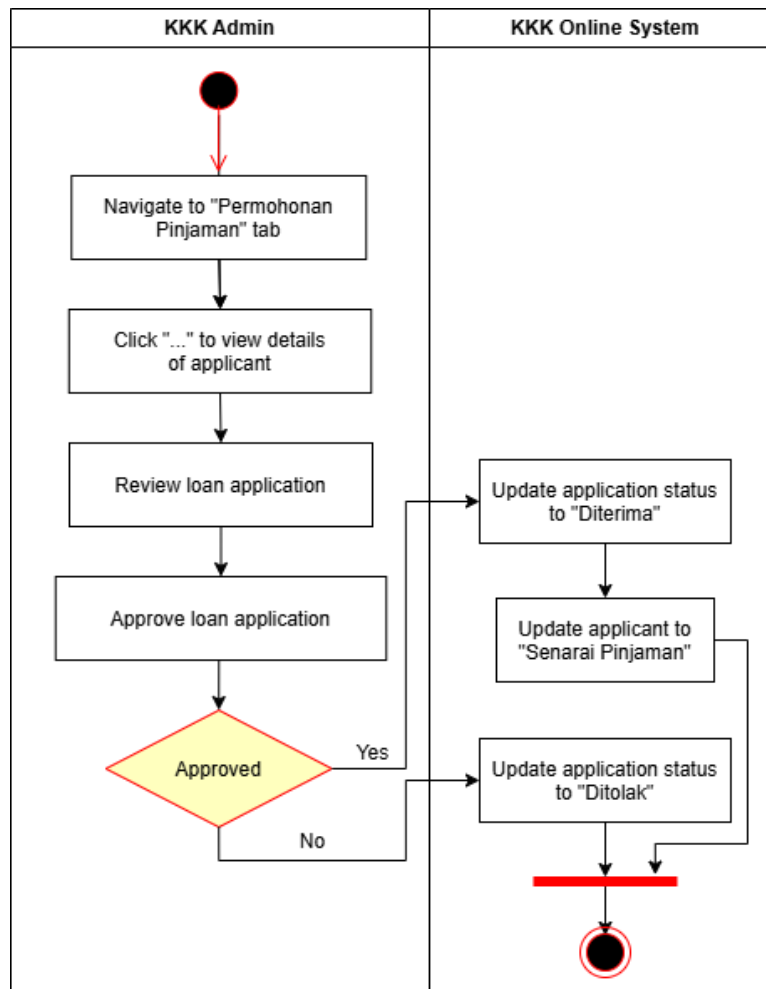 KKK Admin
KKK Online System
Navigate to "Permohonan
Pinjaman" tab
Click "..." to view details
of applicant
Review loan application
Update application status
to "Diterima"
Approve loan application
Update applicant to
"Senarai Pinjaman"
Approved
Yes
Update application status
to "Ditolak"
No